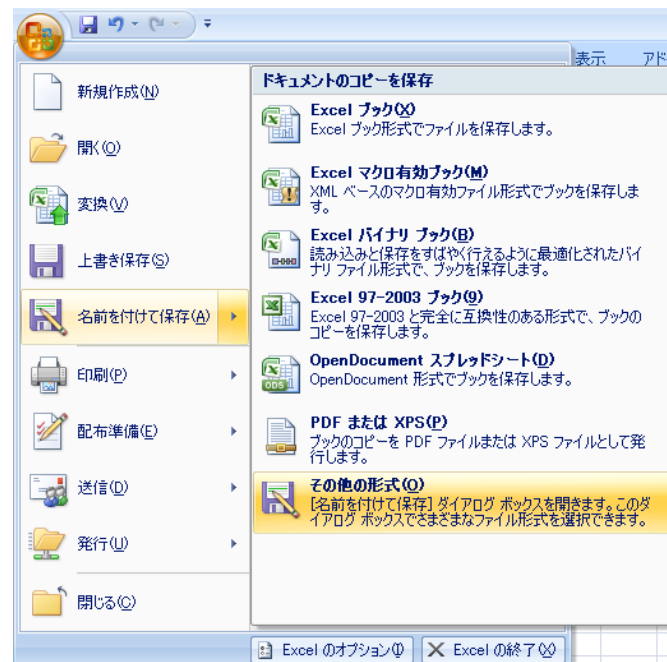 表示 アド
新規作成(N)
開く(O)
変換(V)
上書き保存(S)
名前を付けて保存(A)
印刷(P)
配布準備(E)
送信(D)
発行(U)
閉じる(C)
ドキュメントのコピーを保存
Excel ブック(X)
Excel ブック形式でファイルを保存します。
Excel マクロ有効ブック(M)
XML ベースのマクロ有効ファイル形式でブックを保存しま
す。
Excel バイナリ ブック(B)
読み込みと保存をすばやく行えるように最適化されたバイ
ナリ ファイル形式で、ブックを保存します。
Excel 97-2003 ブック(9)
Excel 97-2003 と完全に互換性のある形式で、ブックの
コピーを保存します。
OpenDocument スプレッドシート(D)
OpenDocument 形式でブックを保存します。
PDF または XPS(P)
ブックのコピーを PDF ファイルまたは XPS ファイルとして発
行します。
その他の形式(O)
[名前を付けて保存] ダイアログ ボックスを開きます。このダ
イアログ ボックスでさまざまなファイル形式を選択できます。
Excel のオプション(I)
Excel の終了(X)
ODS